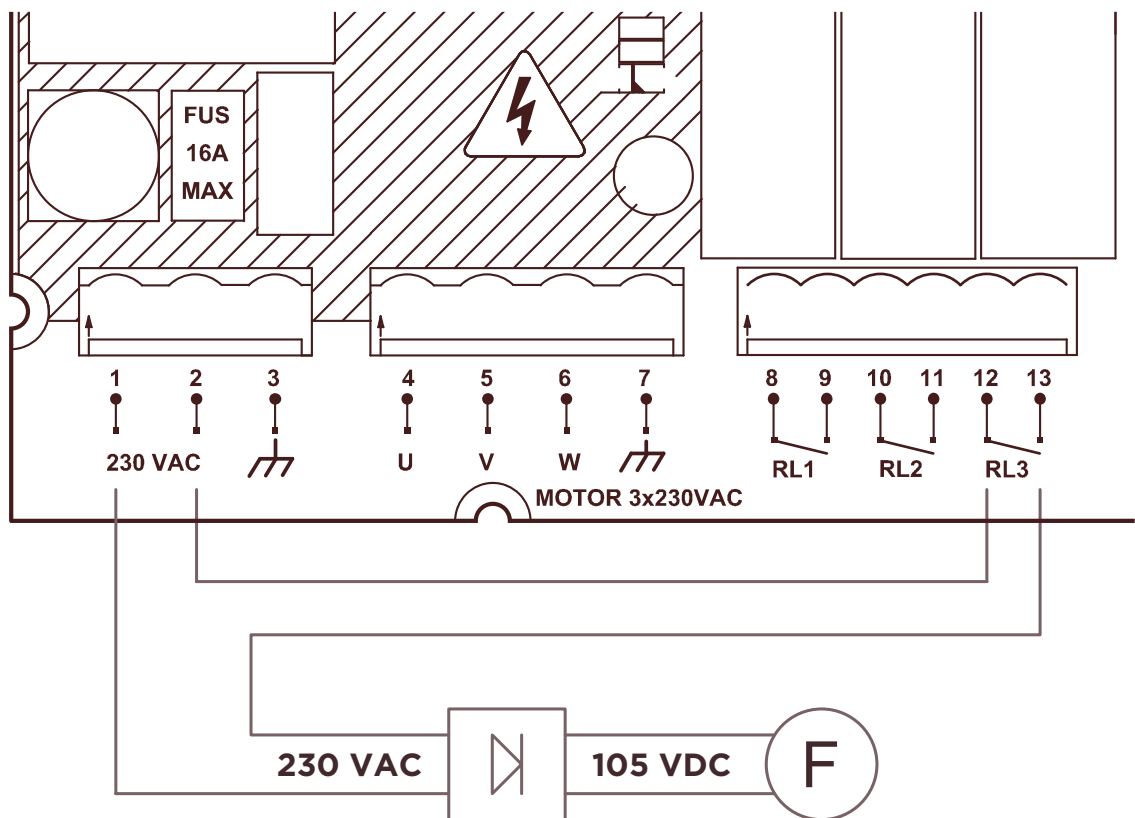 FUS
16A
MAX
1 2 3 4 5 6 7 8 9 10 11 12 13
230 VAC U V W RL1 RL2 RL3
MOTOR 3x230VAC
230 VAC 105 VDC F